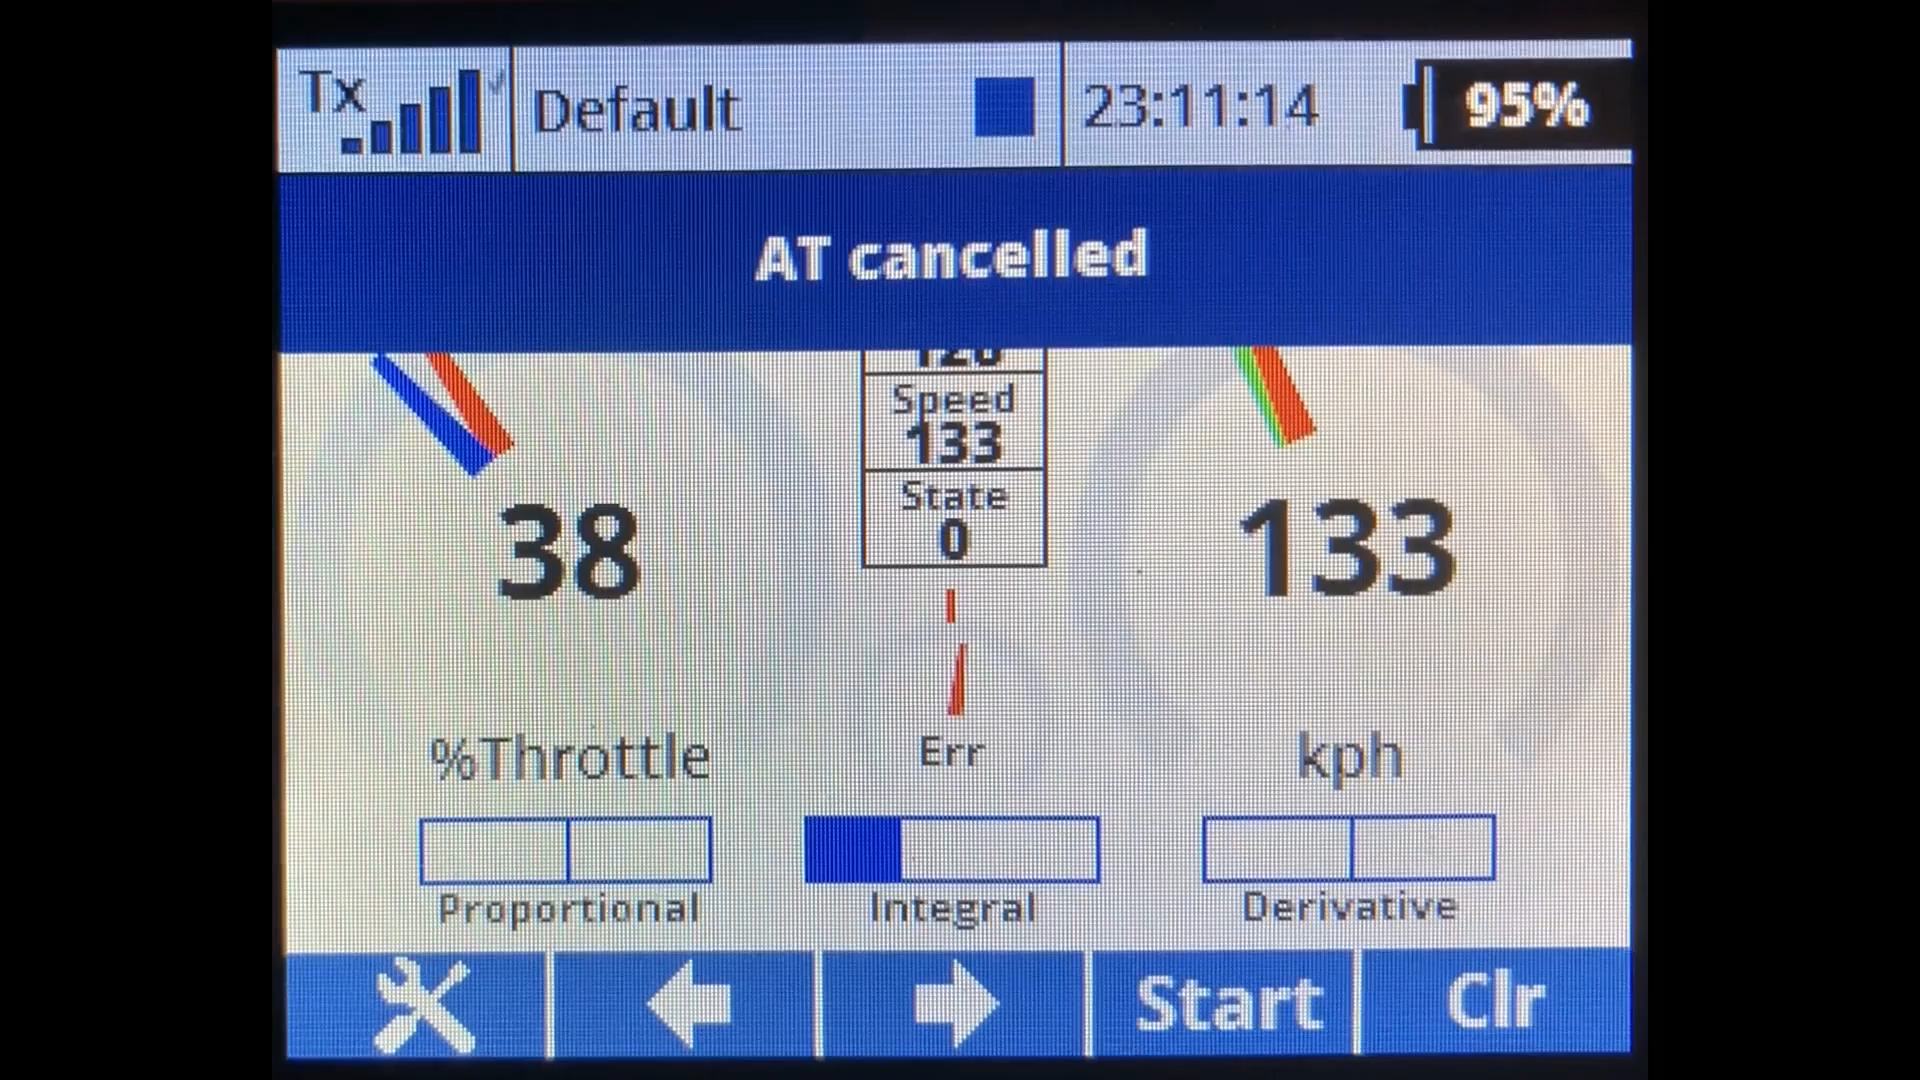 Tx Default 23:11:14 95%
AT cancelled
Speed
133
State
0
38
133
%Throttle
Err
kph
Proportional
Integral
Derivative
Start
Clr